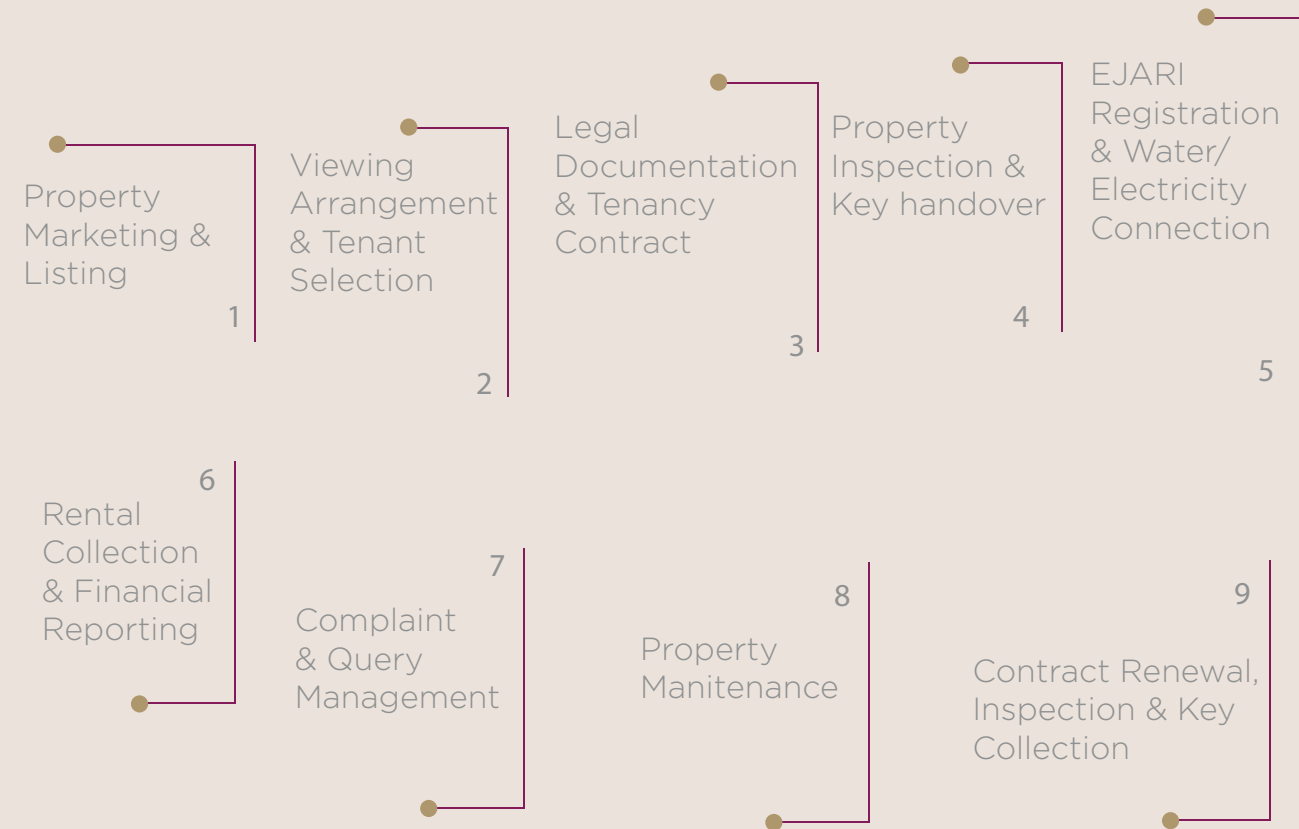 Property
Marketing &
Listing
1
Viewing
Arrangement
& Tenant
Selection
2
Legal
Documentation
& Tenancy
Contract
3
Property
Inspection &
Key handover
4
EJARI
Registration
& Water/
Electricity
Connection
5
6
Rental
Collection
& Financial
Reporting
7
Complaint
& Query
Management
8
Property
Manitenance
9
Contract Renewal,
Inspection & Key
Collection